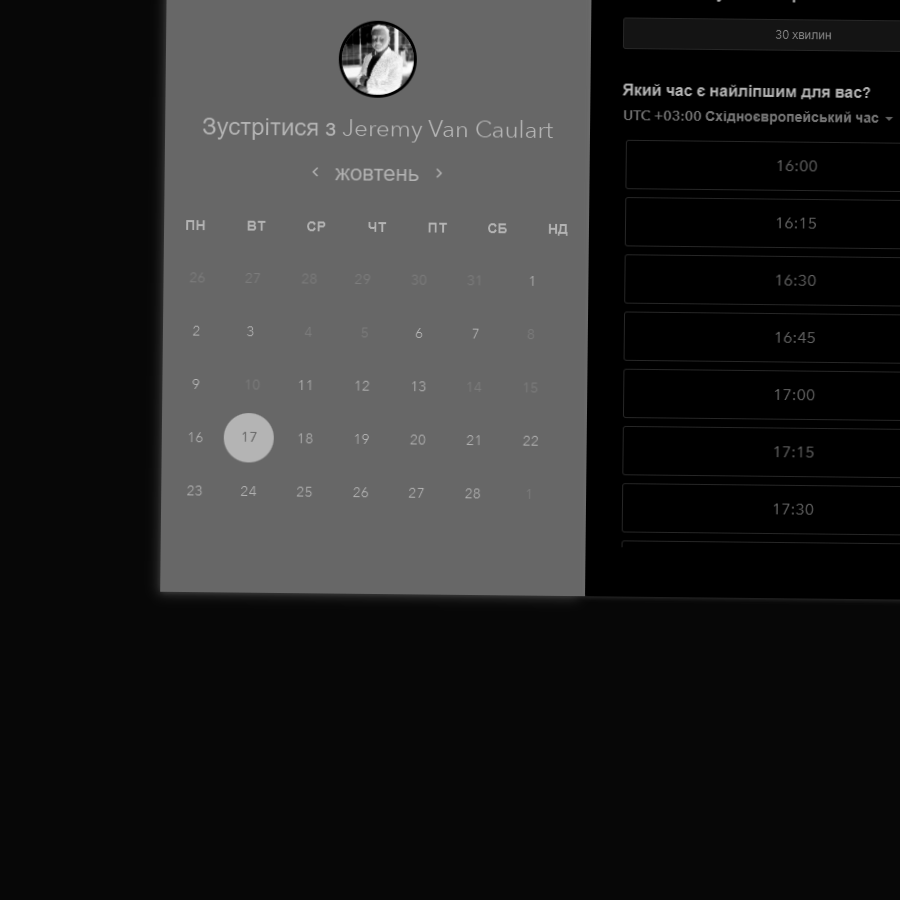 Зустрітися з Jeremy Van Caulart
жовтень
ПН ВТ СР ЧТ ПТ СБ НД
26 27 28 29 30 31 1
2 3 4 5 6 7 8
9 10 11 12 13 14 15
16 17 18 19 20 21 22
23 24 25 26 27 28 1
30 хвилин
Який час є найліпшим для вас?
UTC +03:00 Східноєвропейський час
16:00
16:15
16:30
16:45
17:00
17:15
17:30